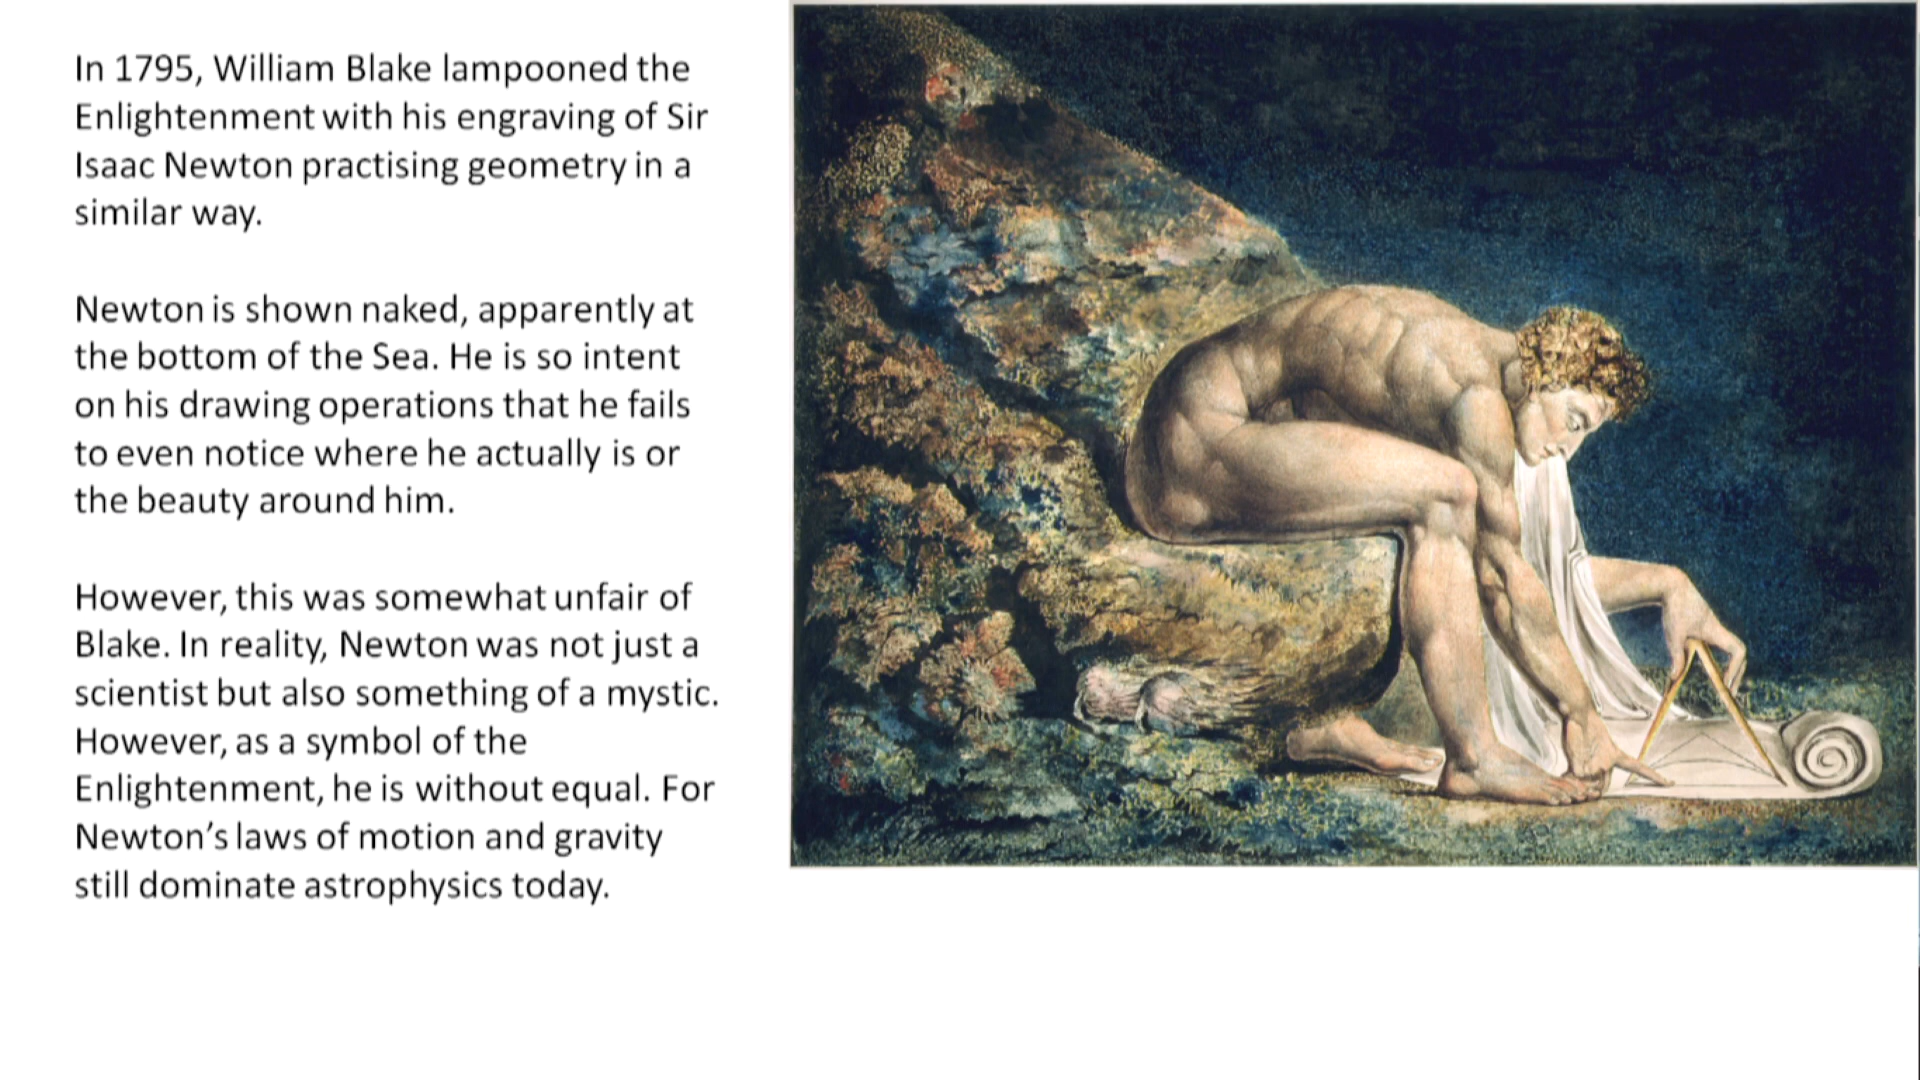 In 1795, William Blake lampooned the
Enlightenment with his engraving of Sir
Isaac Newton practising geometry in a
similar way.
Newton is shown naked, apparently at
the bottom of the Sea. He is so intent
on his drawing operations that he fails
to even notice where he actually is or
the beauty around him.
However, this was somewhat unfair of
Blake. In reality, Newton was not just a
scientist but also something of a mystic.
However, as a symbol of the
Enlightenment, he is without equal. For
Newton’s laws of motion and gravity
still dominate astrophysics today.